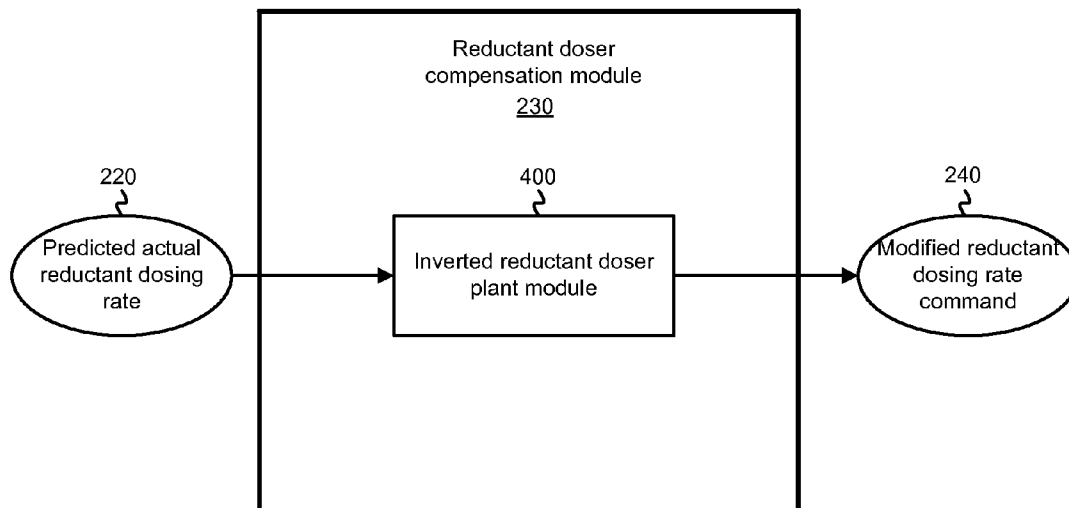 Reductant doser
compensation module
230
220
400
240
Predicted actual
reductant dosing
rate
Inverted reductant doser
plant module
Modified reductant
dosing rate
command